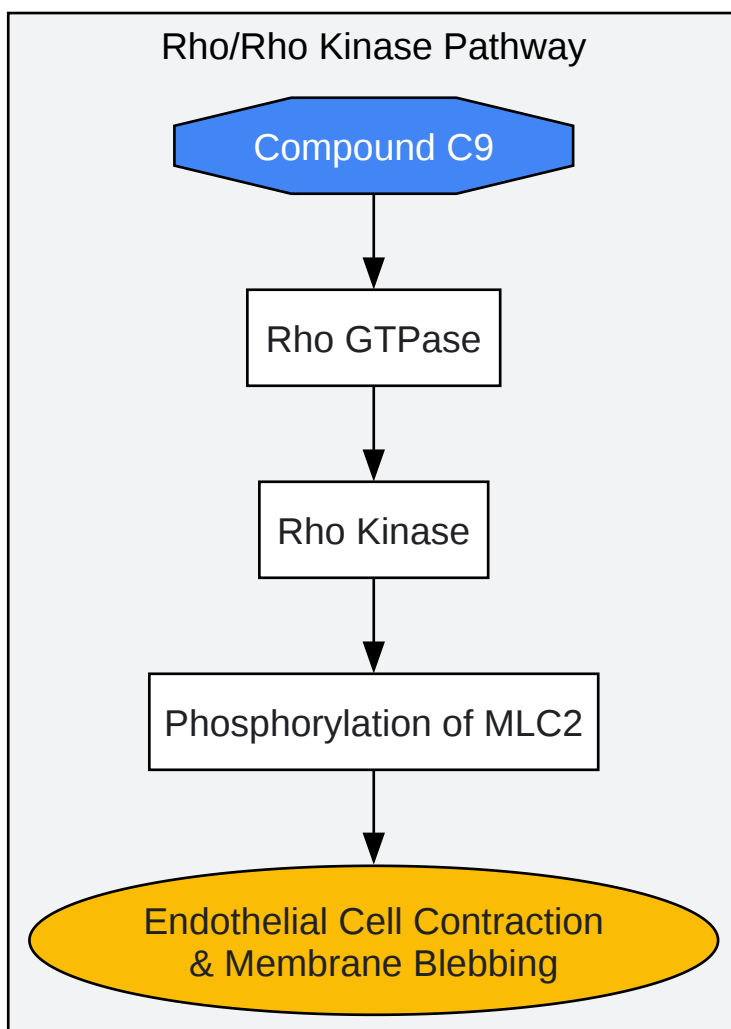 Rho/Rho Kinase Pathway
Compound C9
Rho GTPase
Rho Kinase
Phosphorylation of MLC2
Endothelial Cell Contraction
& Membrane Blebbing